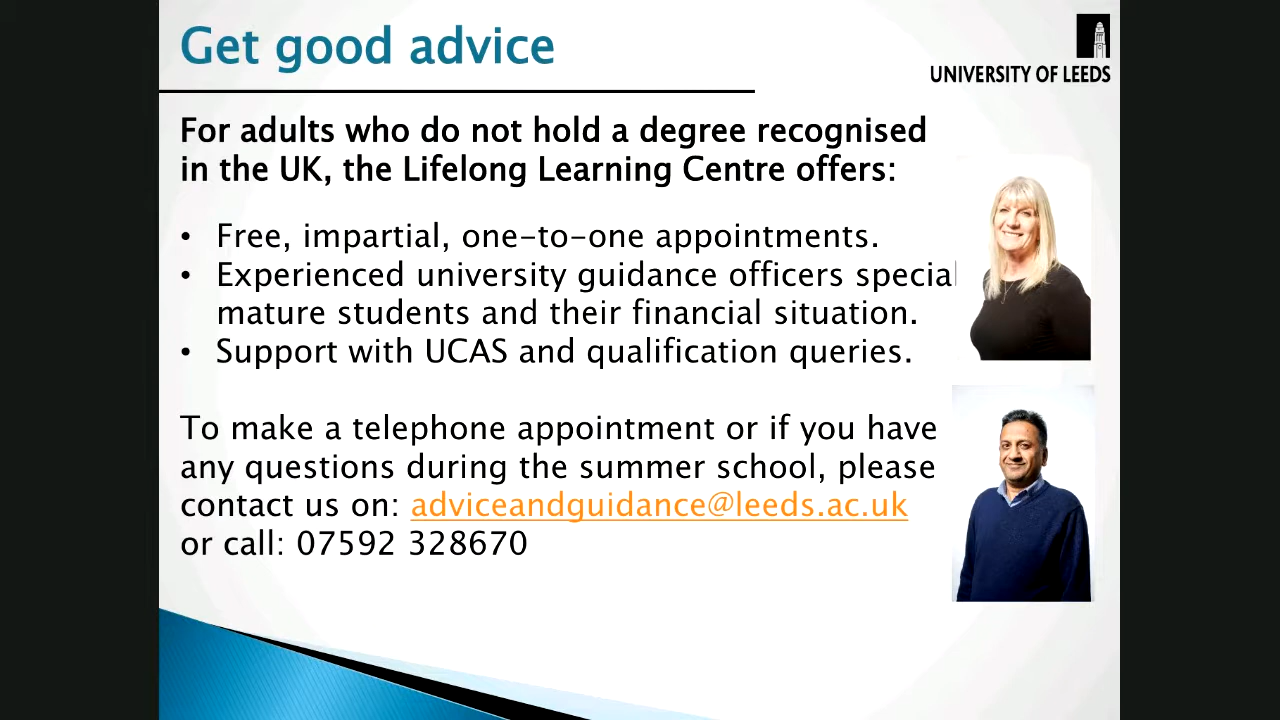 Get good advice
UNIVERSITY OF LEEDS
For adults who do not hold a degree recognised
in the UK, the Lifelong Learning Centre offers:
• Free, impartial, one-to-one appointments.
• Experienced university guidance officers special
mature students and their financial situation.
• Support with UCAS and qualification queries.
To make a telephone appointment or if you have
any questions during the summer school, please
contact us on: adviceandguidance@leeds.ac.uk
or call: 07592 328670